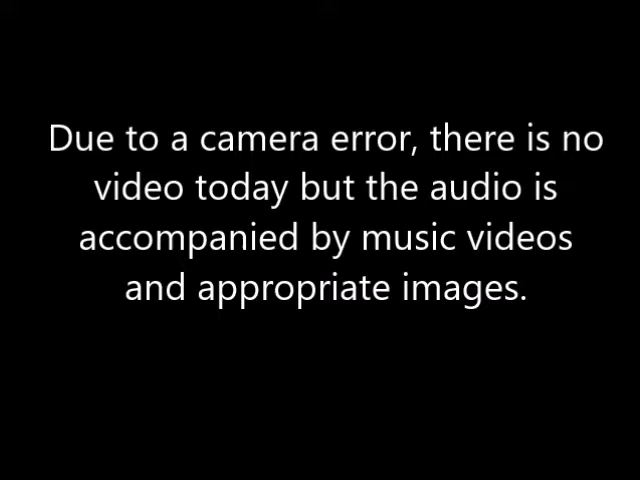 Due to a camera error, there is no
video today but the audio is
accompanied by music videos
and appropriate images.